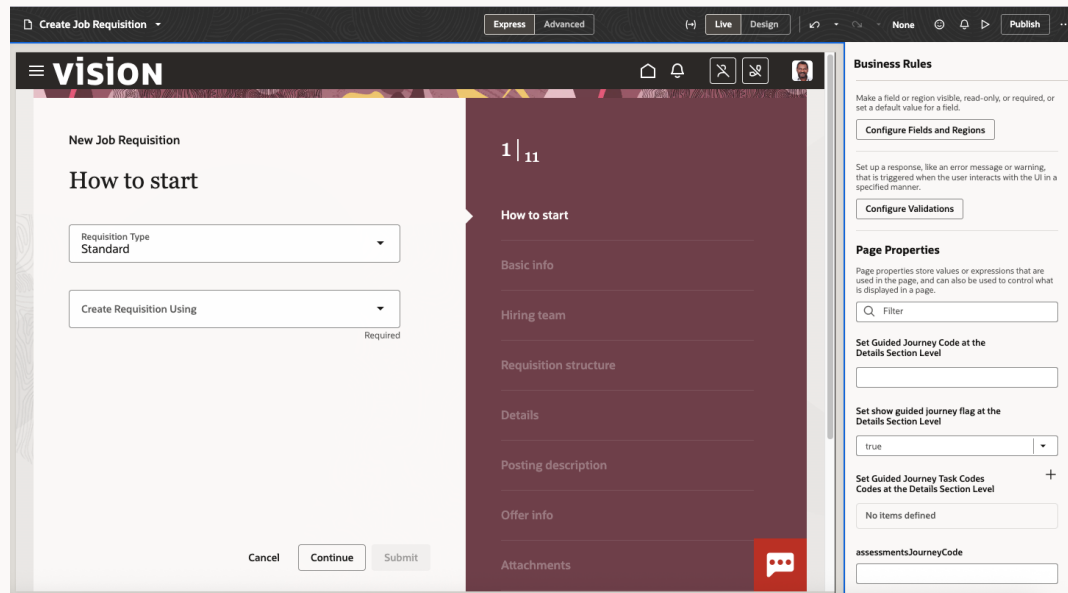 Create Job Requisition
Express Advanced
Live Design
None
Publish
vision
New Job Requisition
How to start
Requisition Type
Standard
Create Requisition Using
Required
Cancel Continue Submit
1 | 11
How to start
Basic info
Hiring team
Requisition structure
Details
Posting description
Offer info
Attachments
Business Rules
Make a field or region visible, read-only, or required, or
set a default value for a field.
Configure Fields and Regions
Set up a response, like an error message or warning,
that is triggered when the user interacts with the UI in a
specified manner.
Configure Validations
Page Properties
Page properties store values or expressions that are
used in the page, and can also be used to control what
is displayed in a page.
Filter
Set Guided Journey Code at the
Details Section Level
Set show guided journey flag at the
Details Section Level
true
Set Guided Journey Task Codes
Codes at the Details Section Level
No items defined
assessmentsJourneyCode